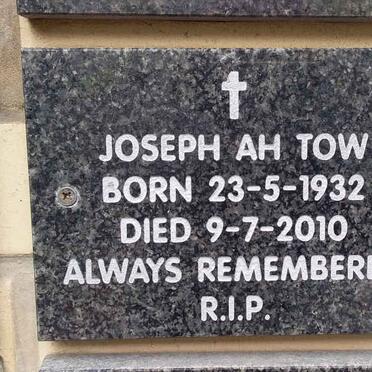 JOSEPH AH TOW
BORN 23-5-1932
DIED 9-7-2010
ALWAYS REMEMBERE
R.I.P.